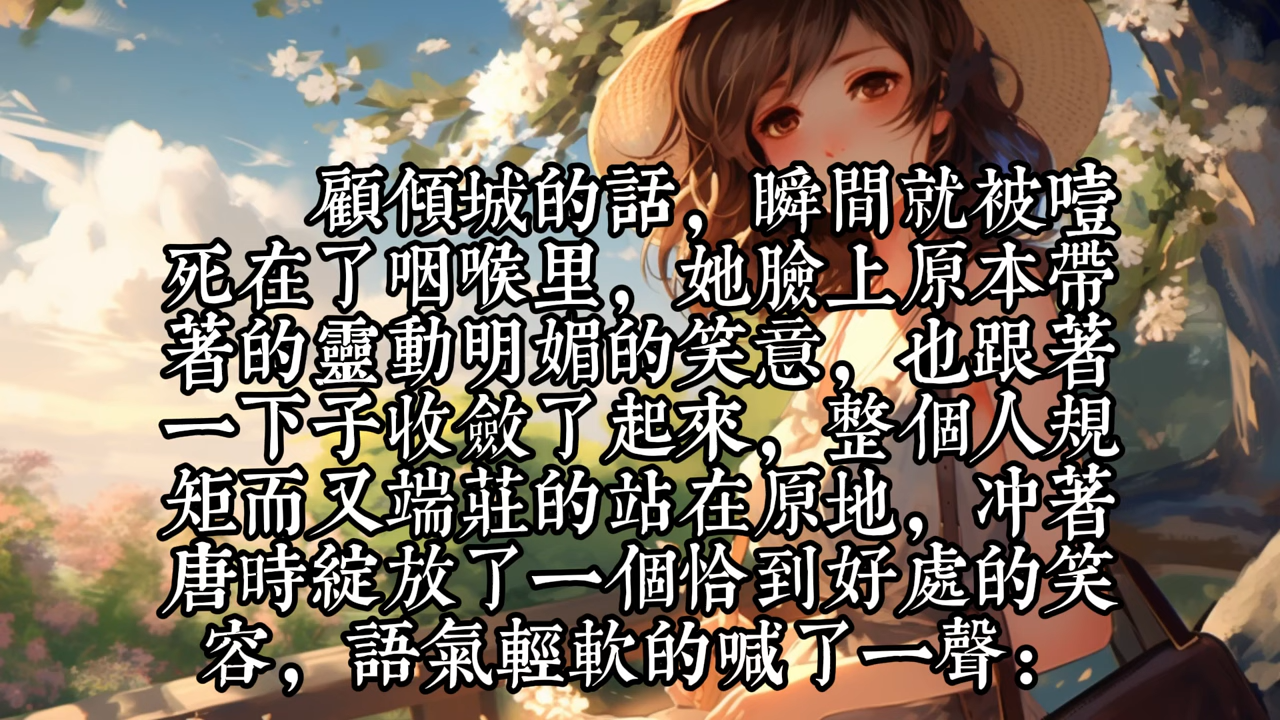 顧傾城的話，瞬間就被噎
死在了咽喉里，她臉上原本帶
著的靈動明媚的笑意，也跟著
一下子收斂了起來，整個人規
矩而又端莊的站在原地，冲著
唐時綻放了一個恰到好處的笑
容，語氣輕軟的喊了一聲：